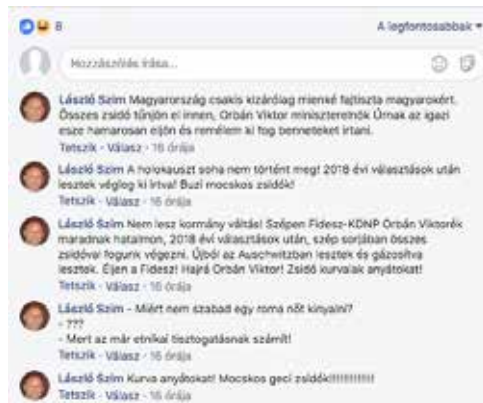 8 A legfontosabbak
Hozzászólás írása...
László Szim Magyarország csakis kizárólag mienké fajtiszta magyarokért.
Összes zsidó tűnjön el innen, Orbán Viktor miniszterelnök Úrnak az igazi
esze hamarosan eljön és remélem ki fog benneteket irtani.
Tetszik · Válasz · 16 órája
László Szim A holokauszt soha nem történt meg! 2018 évi választások után
lesztek végleg ki irtva! Buzi mocskos zsidók!
Tetszik · Válasz · 16 órája
László Szim Nem lesz kormány váltás! Szépen Fidesz-KDNP Orbán Viktorék
maradnak hatalmon, 2018 évi választások után, szép sorjában összes
zsidóval fogunk végezni. Újból az Auschwitzban lesztek és gázosítva
lesztek. Éljen a Fidesz! Hajrá Orbán Viktor! Zsidó kurvaiak anyátokat!
Tetszik · Válasz · 16 órája
László Szim - Miért nem szabad egy roma nőt kinyalni?
- ???
- Mert az már etnikai tisztogatásnak számít!
Tetszik · Válasz · 16 órája
László Szim Kurva anyátokat! Mocskos geci zsidók!!!!!!!!!!!!!
Tetszik · Válasz · 16 órája